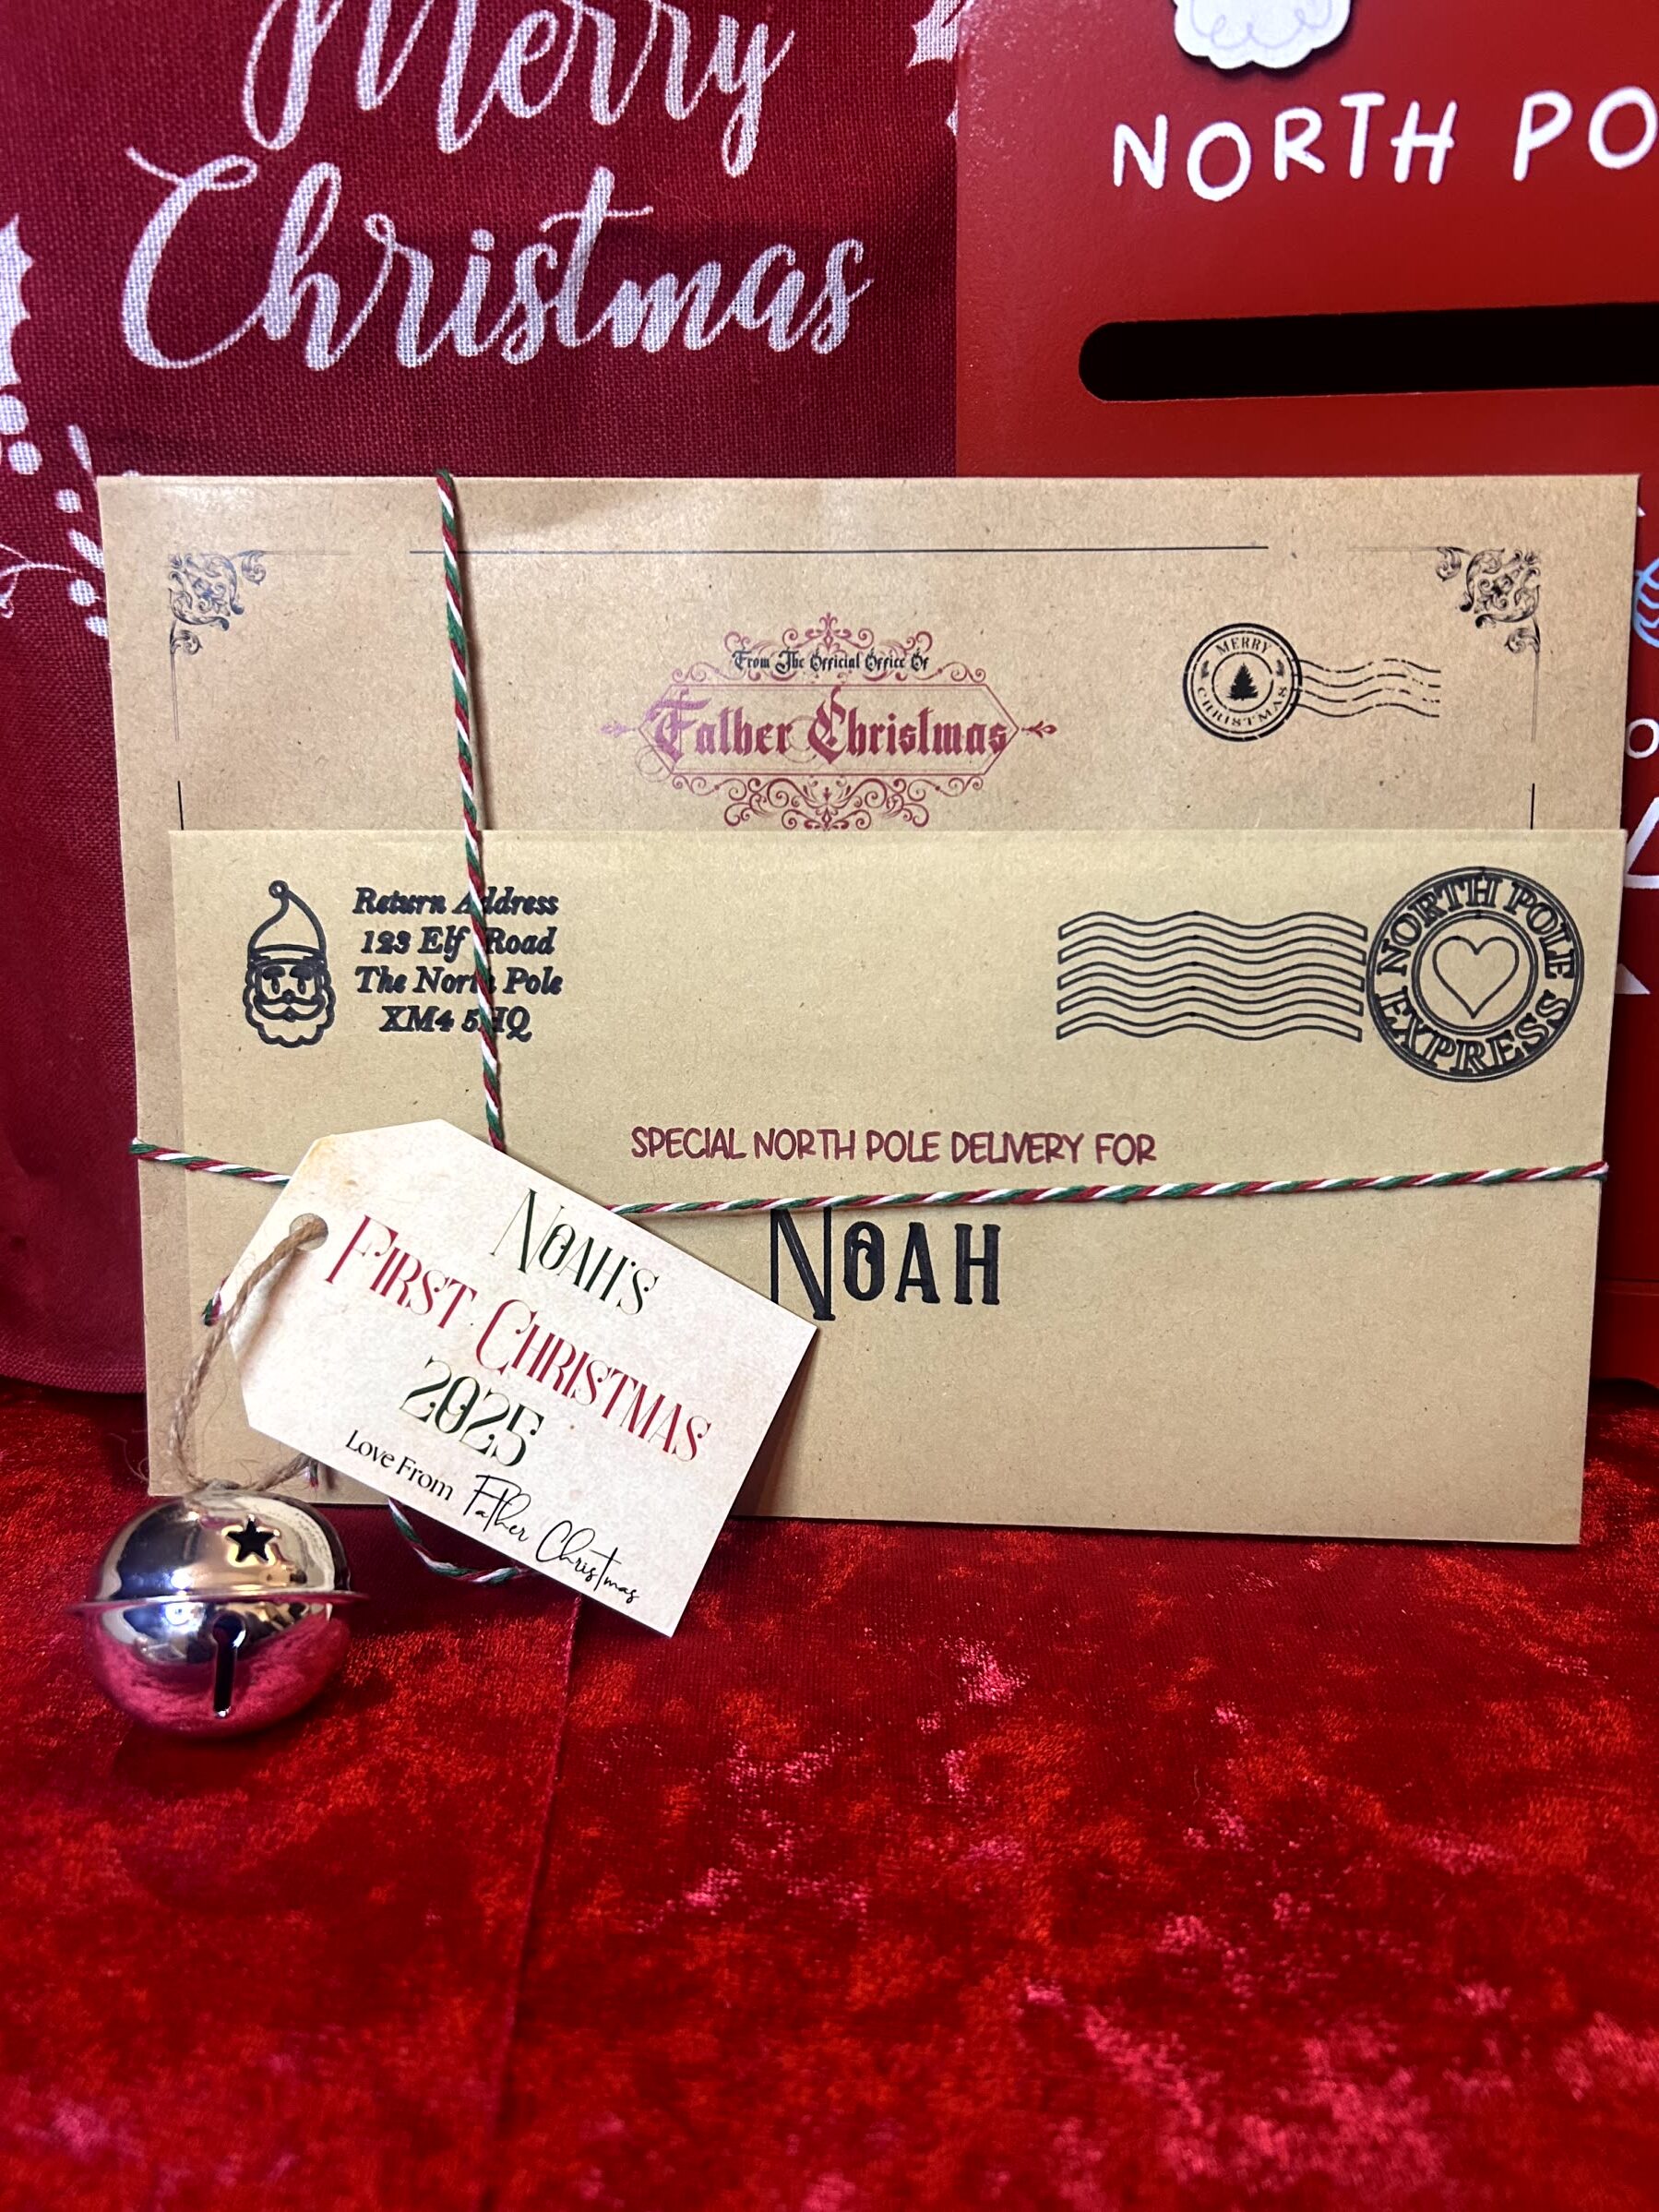 Merry
Christmas
NORTH PO
From The Official Office Of
Father Christmas
MERRY
CHRISTMAS
Return Address
123 Elf Road
The North Pole
XM4 5HQ
NORTH POLE
EXPRESS
SPECIAL NORTH POLE DELIVERY FOR
NOAH
NOAH'S
FIRST CHRISTMAS
2025
Love From Father Christmas